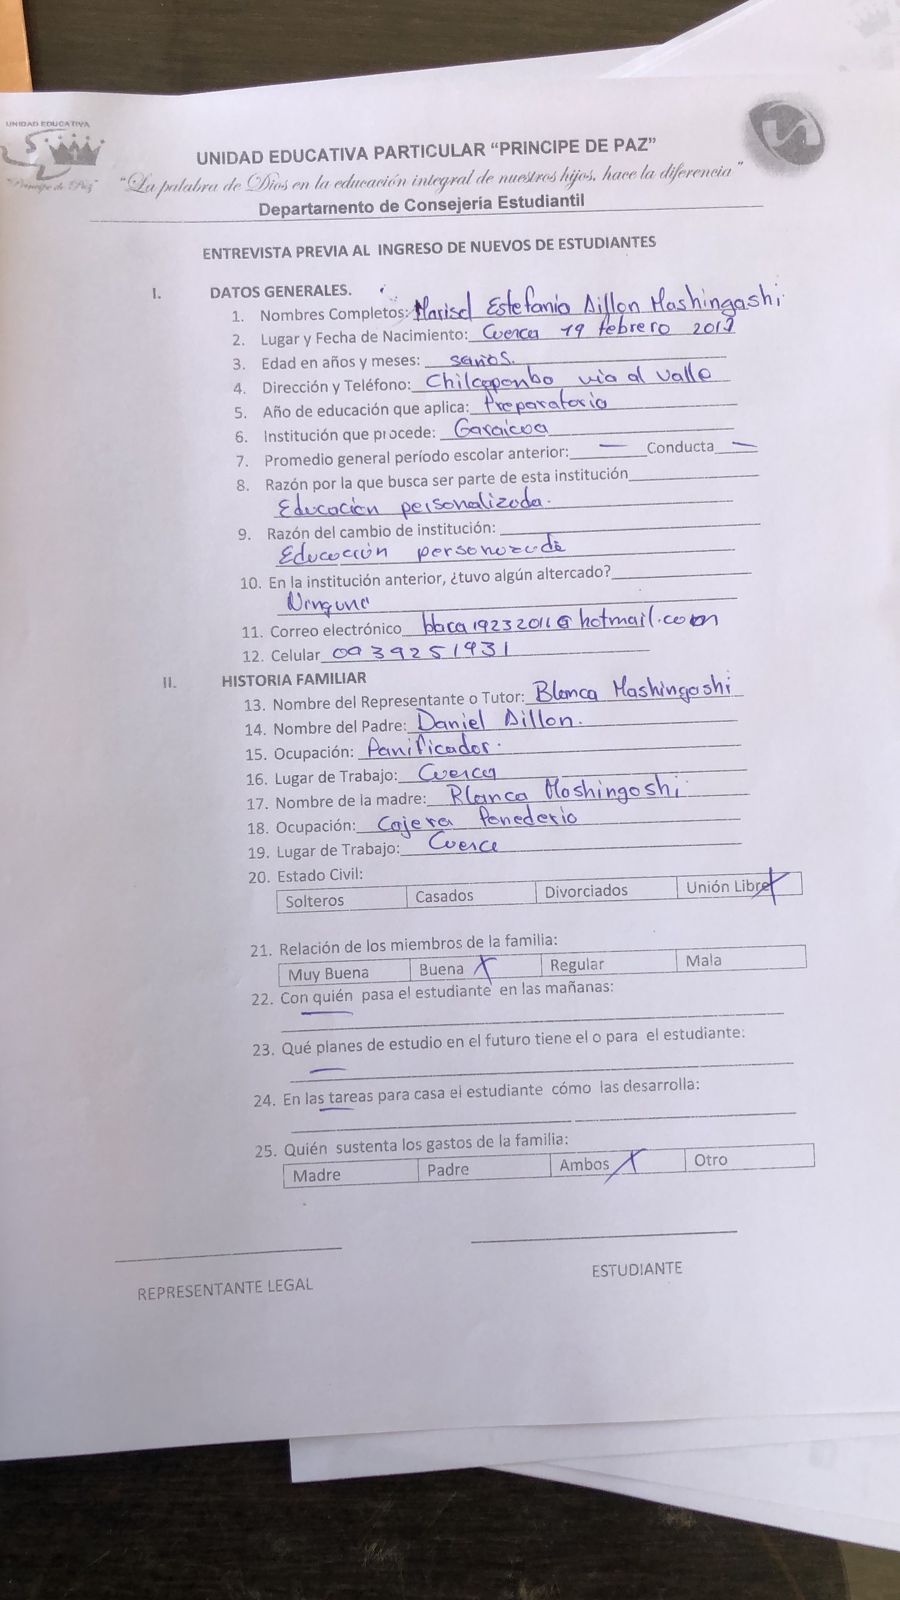 UNIDAD EDUCATIVA
"Principe de Paz"
UNIDAD EDUCATIVA PARTICULAR “PRINCIPE DE PAZ”
“La palabra de Dios en la educación integral de nuestros hijos, hace la diferencia”
Departamento de Consejería Estudiantil
ENTREVISTA PREVIA AL INGRESO DE NUEVOS DE ESTUDIANTES
I. DATOS GENERALES.
1. Nombres Completos: Marisol Estefania Dillon Mashingashi
2. Lugar y Fecha de Nacimiento: Cuenca 19 febrero 2017
3. Edad en años y meses: 5años.
4. Dirección y Teléfono: Chilcapamba via al valle
5. Año de educación que aplica: Preparatoria
6. Institución que procede: Garaicoa
7. Promedio general período escolar anterior: — Conducta —
8. Razón por la que busca ser parte de esta institución
Educación personalizada.
9. Razón del cambio de institución:
Educación
10. En la institución anterior, ¿tuvo algún altercado?
Ninguno
11. Correo electrónico @hotmail.com
12. Celular 0939251931
II. HISTORIA FAMILIAR
13. Nombre del Representante o Tutor: Blanca Mashingashi
14. Nombre del Padre: Daniel Dillon.
15. Ocupación: Panificador.
16. Lugar de Trabajo: Cuenca
17. Nombre de la madre: Blanca Mashingashi
18. Ocupación: Cajera Panederia
19. Lugar de Trabajo: Cuenca
20. Estado Civil:
Solteros Casados Divorciados Unión Libre X
21. Relación de los miembros de la familia:
Muy Buena Buena X Regular Mala
22. Con quién pasa el estudiante en las mañanas:
—
23. Qué planes de estudio en el futuro tiene el o para el estudiante:
—
24. En las tareas para casa el estudiante cómo las desarrolla:
—
25. Quién sustenta los gastos de la familia:
Madre Padre Ambos X Otro
REPRESENTANTE LEGAL
ESTUDIANTE